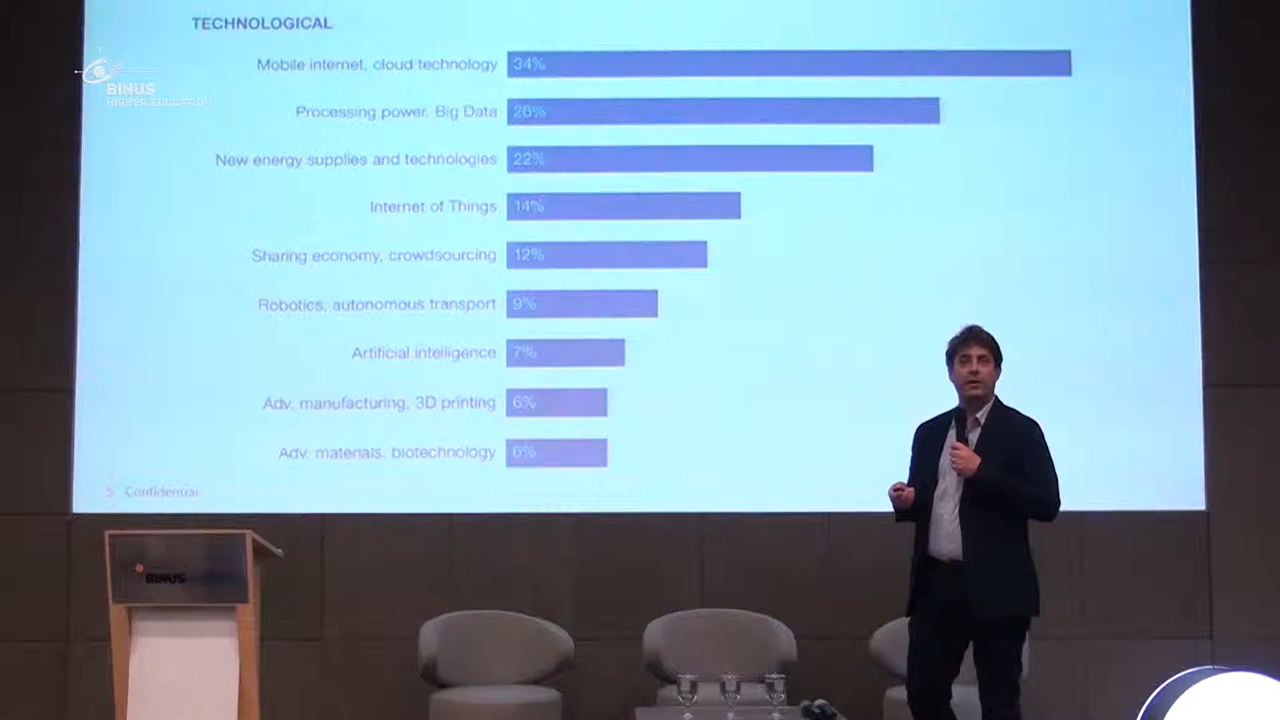 TECHNOLOGICAL
Mobile internet, cloud technology 34%
BINUS
HIGHER EDUCATION
Processing power, Big Data 26%
New energy supplies and technologies 22%
Internet of Things 14%
Sharing economy, crowdsourcing 12%
Robotics, autonomous transport 9%
Artificial intelligence 7%
Adv. manufacturing, 3D printing 6%
Adv. materials, biotechnology 6%
5 Confidential
BINUS